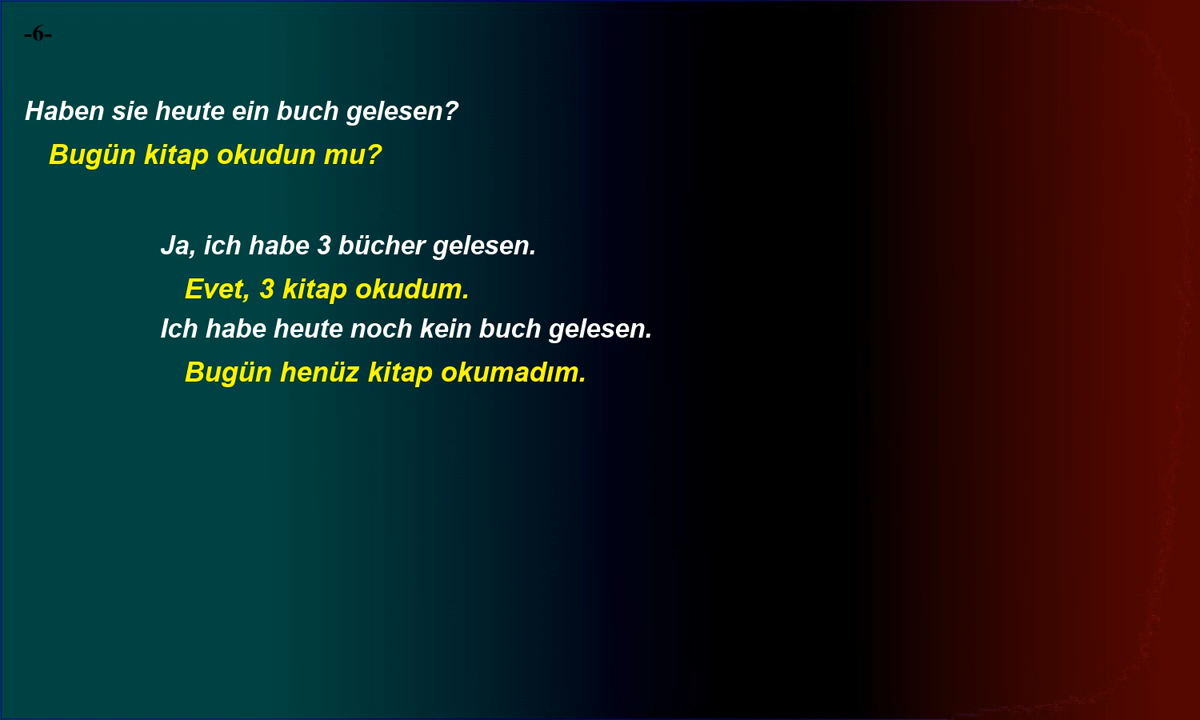 -6-
Haben sie heute ein buch gelesen?
Bugün kitap okudun mu?
Ja, ich habe 3 bücher gelesen.
Evet, 3 kitap okudum.
Ich habe heute noch kein buch gelesen.
Bugün henüz kitap okumadım.